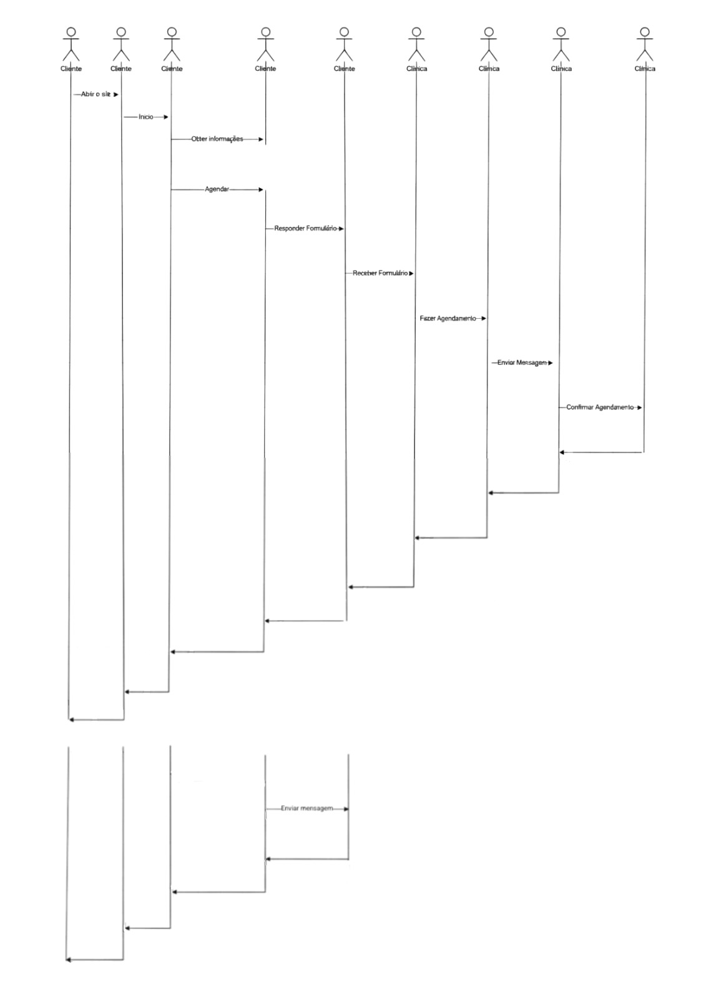 Cliente Cliente Cliente Cliente Cliente Clínica Clínica Clínica Clínica
Abrir o site
Inicio
Obter informações
Agendar
Responder Formulário
Receber Formulário
Fazer Agendamento
Enviar Mensagem
Confirmar Agendamento
Enviar mensagem